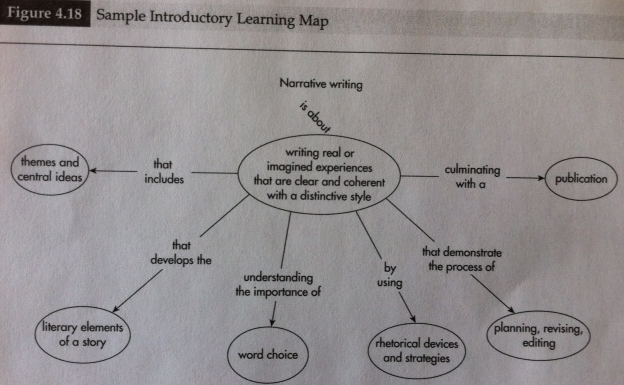 Figure 4.18 Sample Introductory Learning Map
Narrative writing
is about
writing real or
imagined experiences
that are clear and coherent
with a distinctive style
that
includes
themes and
central ideas
that
develops the
literary elements
of a story
understanding
the importance of
word choice
by
using
rhetorical devices
and strategies
that demonstrate
the process of
planning, revising,
editing
culminating
with a
publication